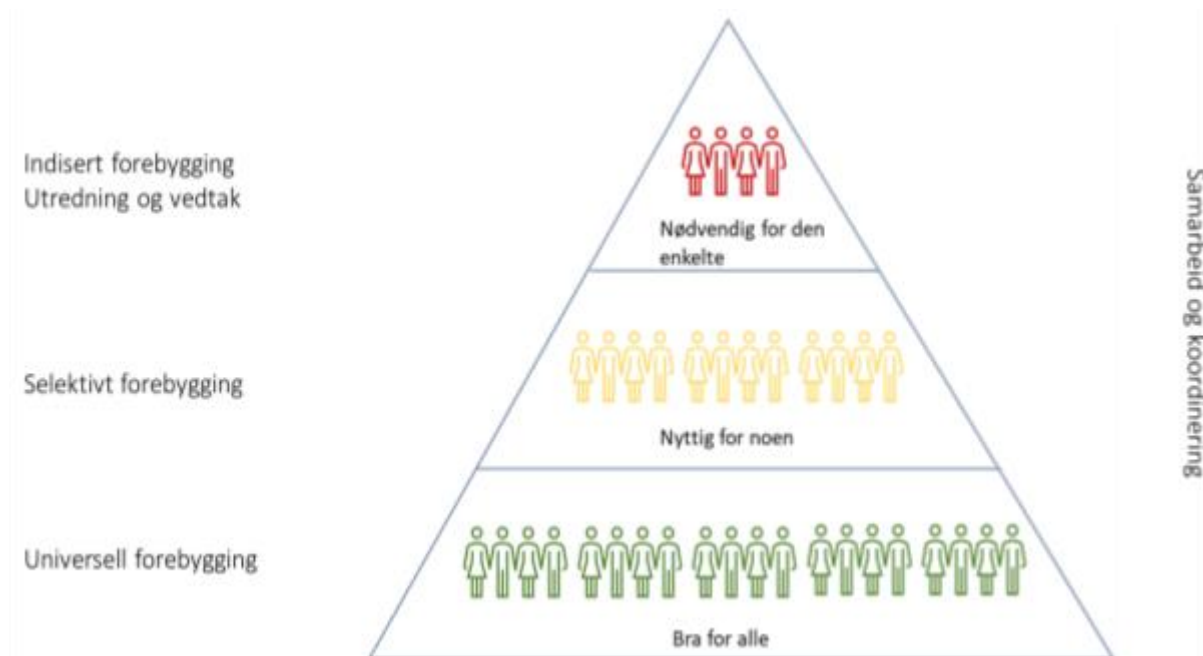 Indisert forebygging
Utredning og vedtak
Nødvendig for den
enkelte
Selektivt forebygging
Nyttig for noen
Universell forebygging
Bra for alle
Samarbeid og koordinering